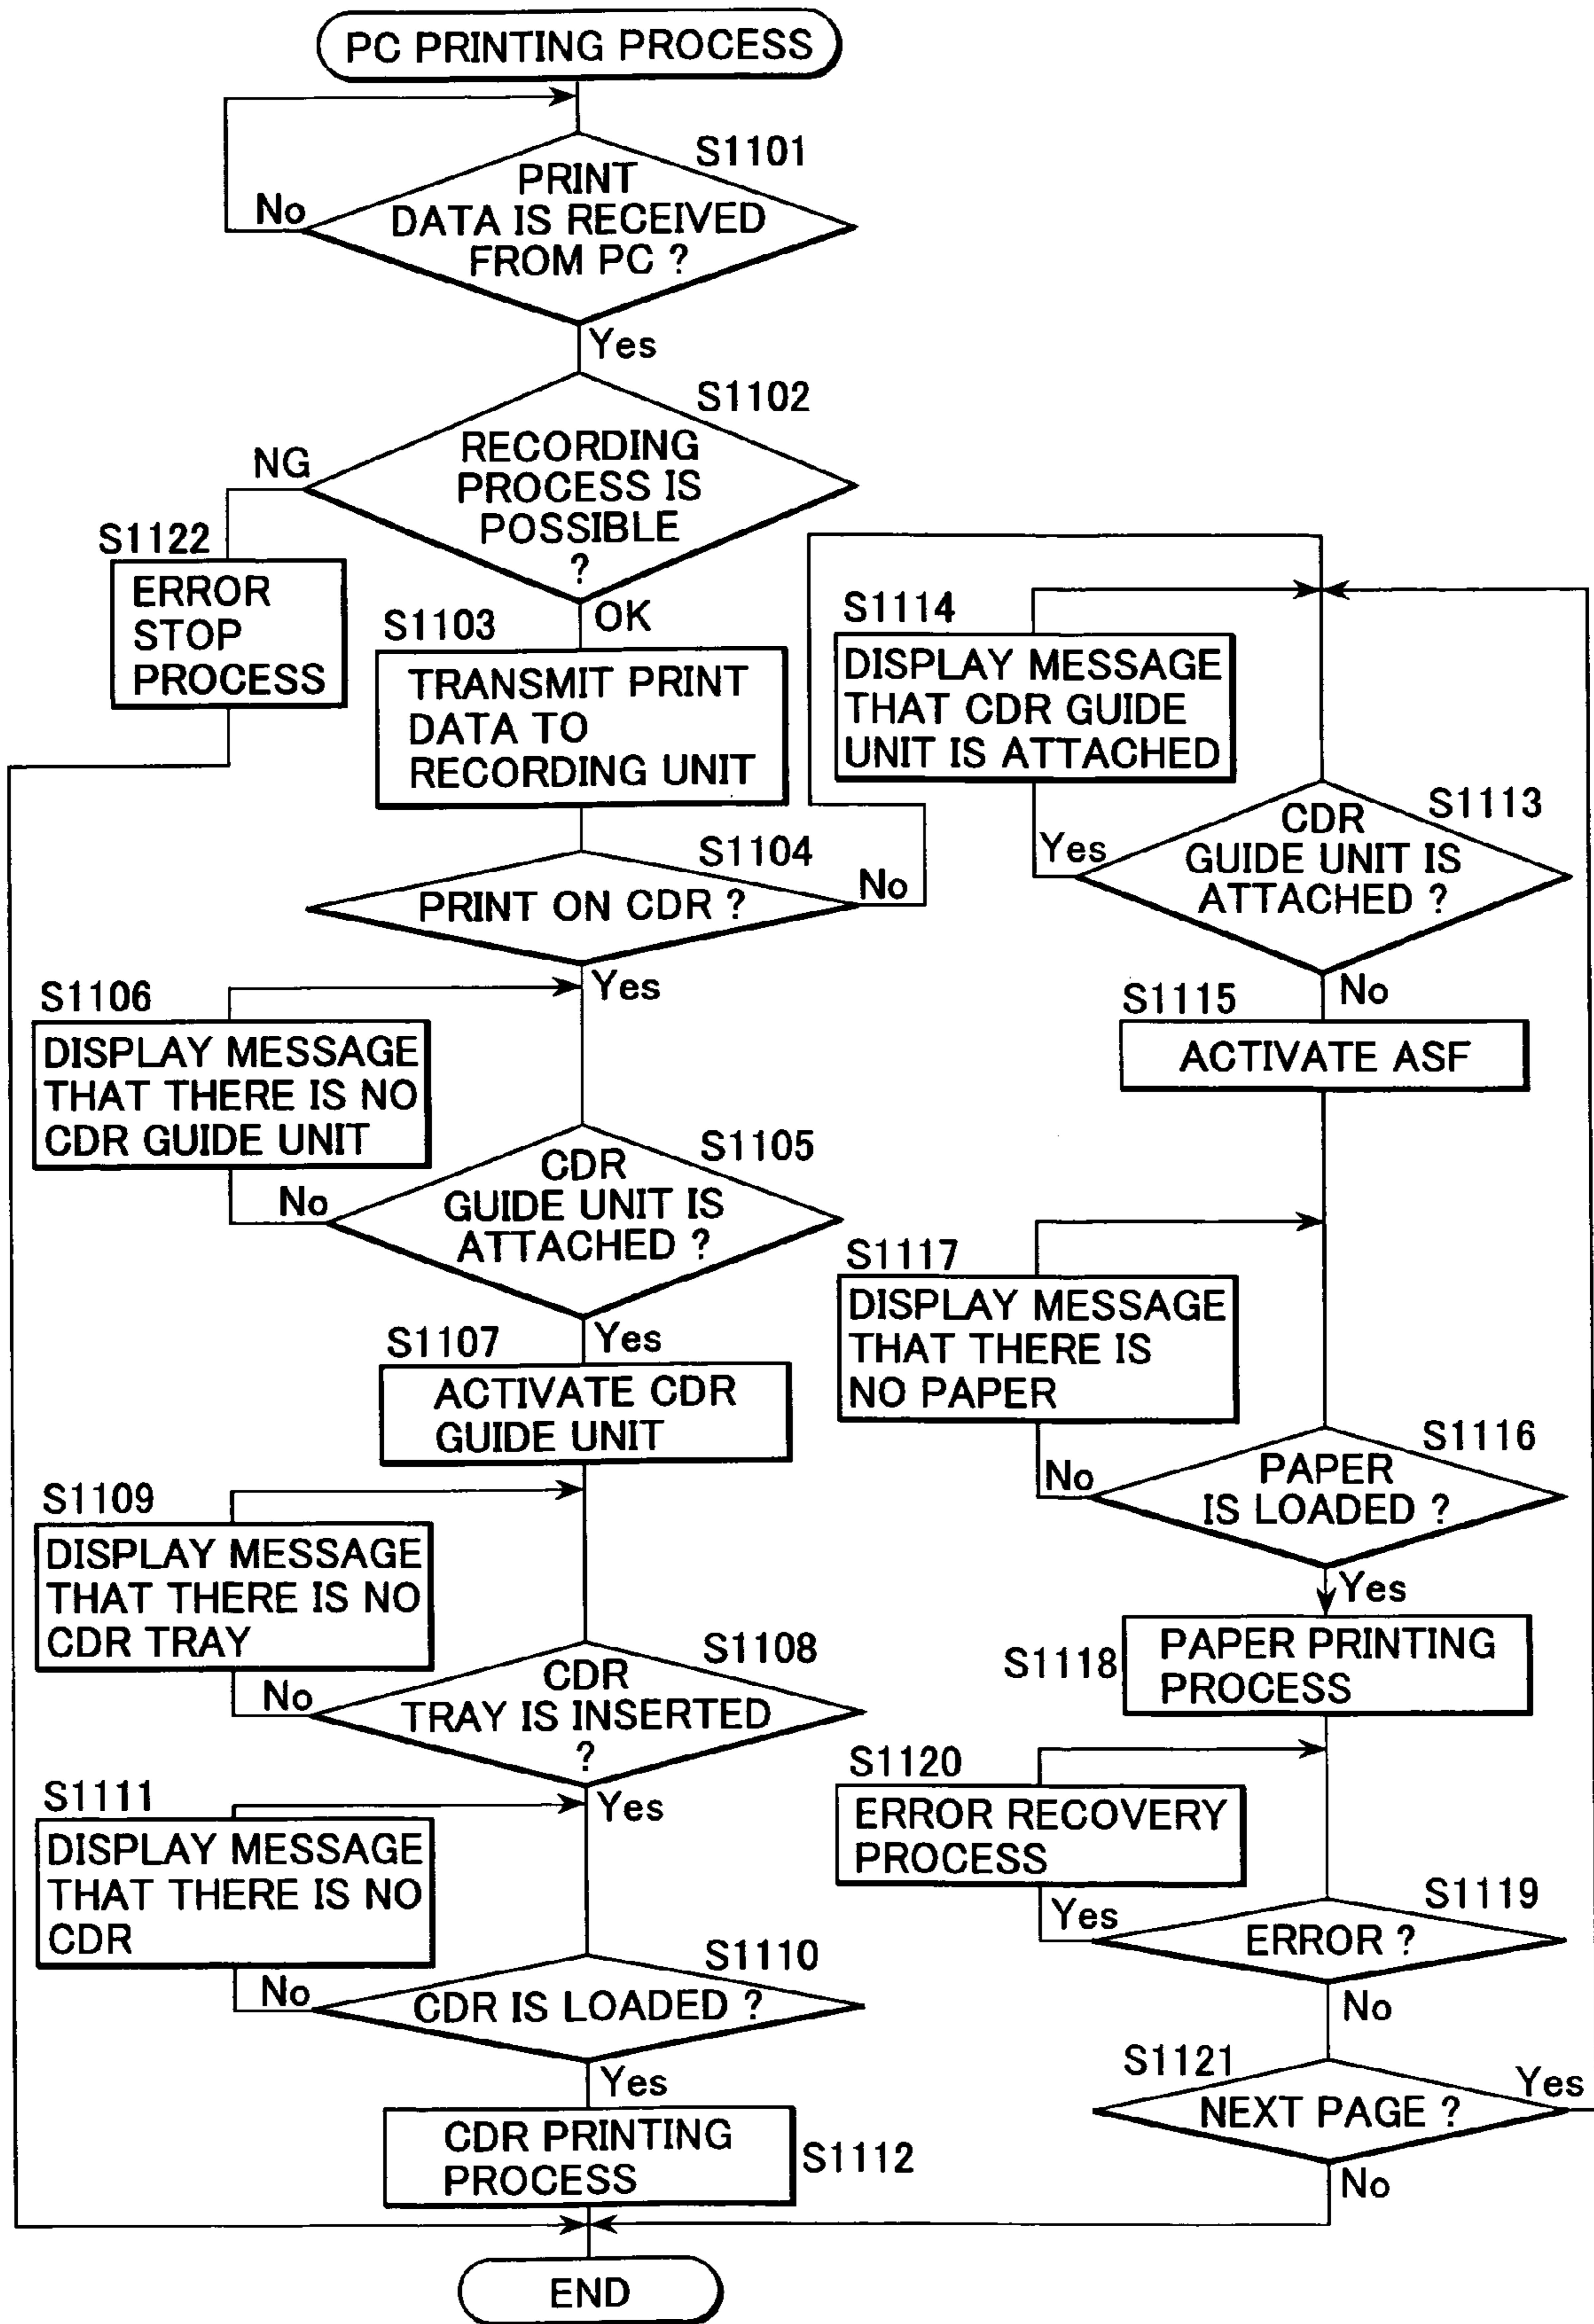 PC PRINTING PROCESS
S1101
PRINT
DATA IS RECEIVED
FROM PC ?
No
Yes
S1102
RECORDING
PROCESS IS
POSSIBLE
?
NG
OK
S1122
ERROR
STOP
PROCESS
S1103
TRANSMIT PRINT
DATA TO
RECORDING UNIT
S1104
PRINT ON CDR ?
No
Yes
S1106
DISPLAY MESSAGE
THAT THERE IS NO
CDR GUIDE UNIT
S1105
CDR
GUIDE UNIT IS
ATTACHED ?
No
Yes
S1107
ACTIVATE CDR
GUIDE UNIT
S1109
DISPLAY MESSAGE
THAT THERE IS NO
CDR TRAY
S1108
CDR
TRAY IS INSERTED
?
No
Yes
S1111
DISPLAY MESSAGE
THAT THERE IS NO
CDR
S1110
CDR IS LOADED ?
No
Yes
CDR PRINTING
PROCESS
S1112
S1114
DISPLAY MESSAGE
THAT CDR GUIDE
UNIT IS ATTACHED
S1113
CDR
GUIDE UNIT IS
ATTACHED ?
Yes
No
S1115
ACTIVATE ASF
S1117
DISPLAY MESSAGE
THAT THERE IS
NO PAPER
S1116
PAPER
IS LOADED ?
No
Yes
S1118
PAPER PRINTING
PROCESS
S1120
ERROR RECOVERY
PROCESS
S1119
ERROR ?
Yes
No
S1121
NEXT PAGE ?
Yes
No
END